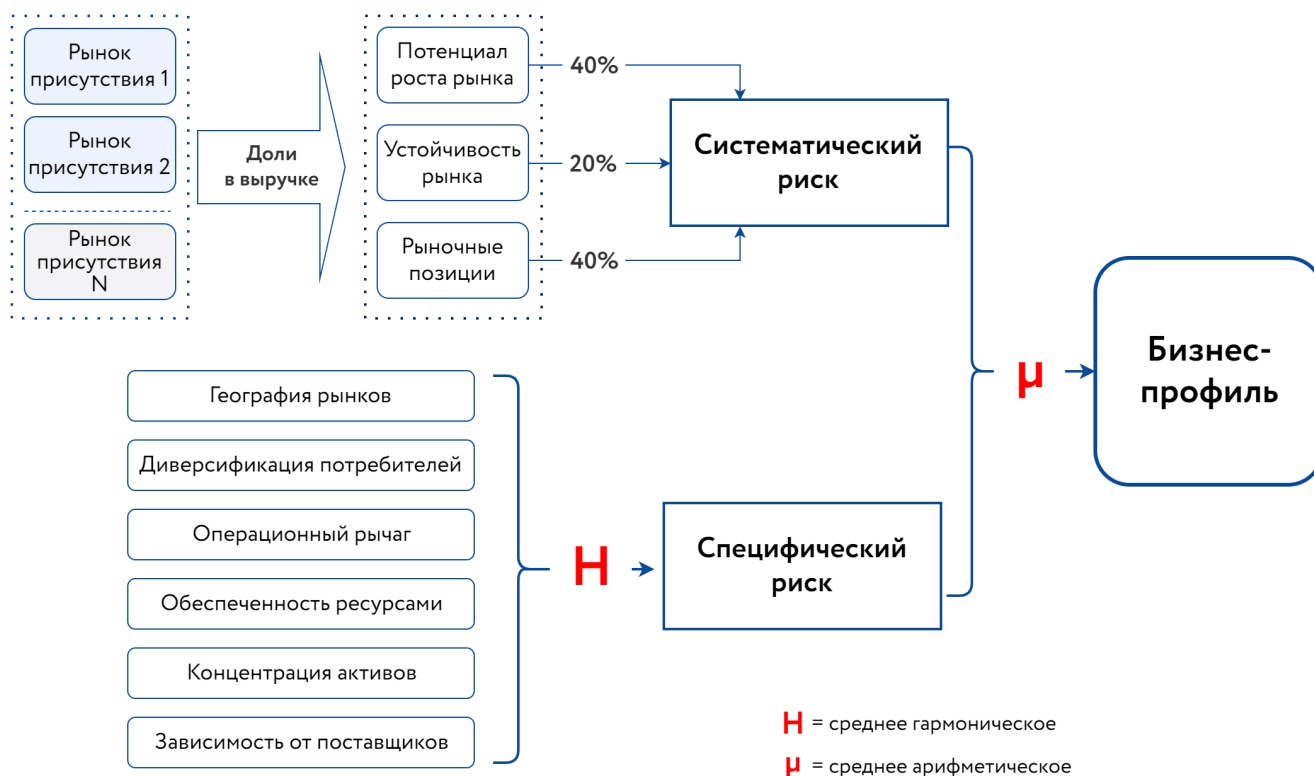 Рынок
присутствия 1
Рынок
присутствия 2
Рынок
присутствия
N
Доли
в выручке
Потенциал
роста рынка
40%
Устойчивость
рынка
20%
Рыночные
позиции
40%
Систематический
риск
География рынков
Диверсификация потребителей
Операционный рычаг
Обеспеченность ресурсами
Концентрация активов
Зависимость от поставщиков
H
Специфический
риск
μ
Бизнес-
профиль
H = среднее гармоническое
μ = среднее арифметическое